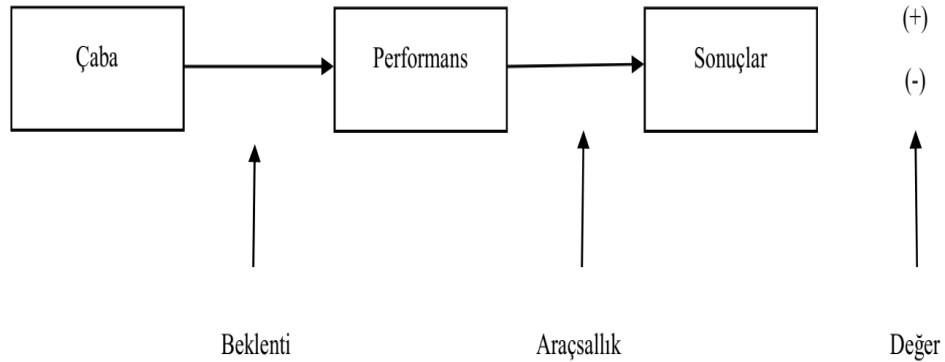 Çaba
Performans
Sonuçlar
(+)
(-)
Beklenti
Araçsallık
Değer